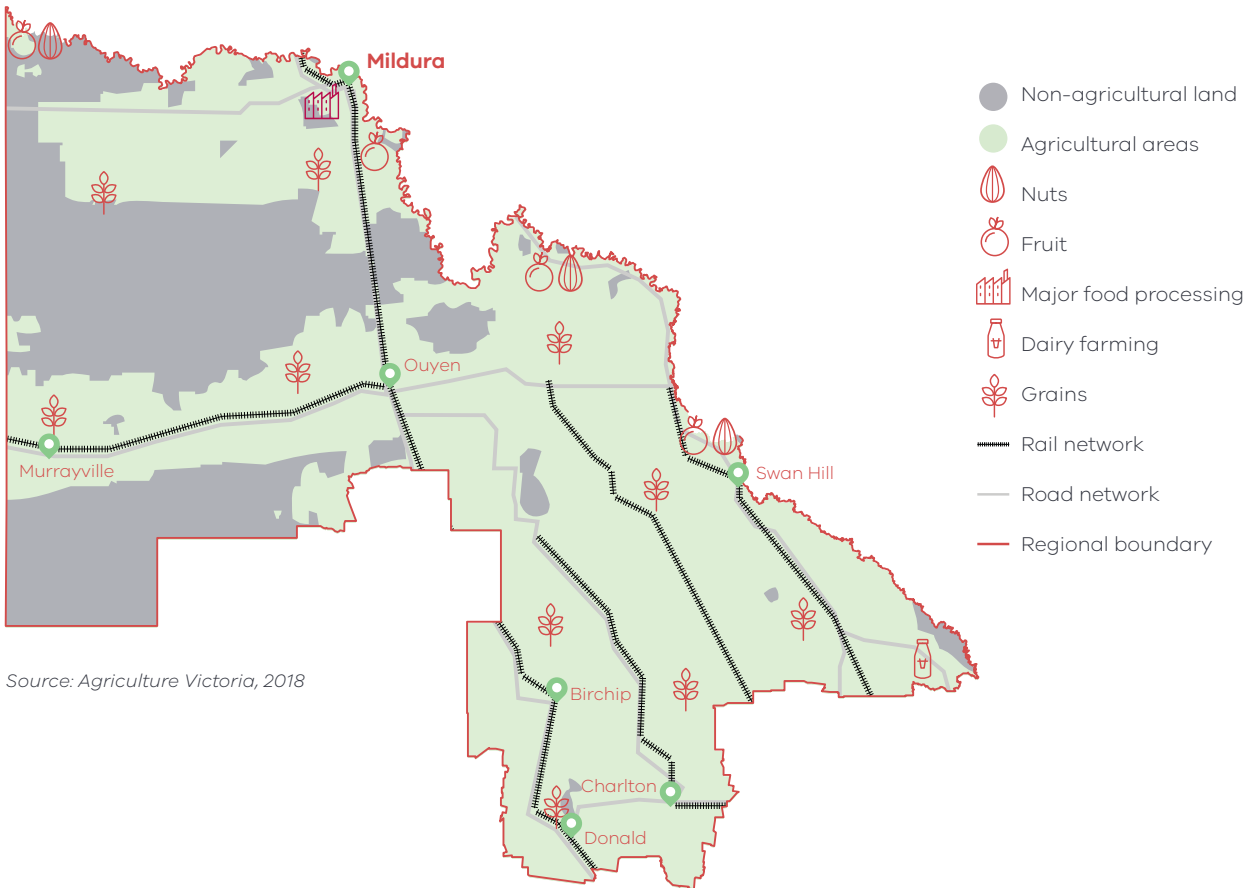 Mildura
Ouyen
Murrayville
Swan Hill
Birchip
Charlton
Donald
Source: Agriculture Victoria, 2018
Non-agricultural land
Agricultural areas
Nuts
Fruit
Major food processing
Dairy farming
Grains
Rail network
Road network
Regional boundary